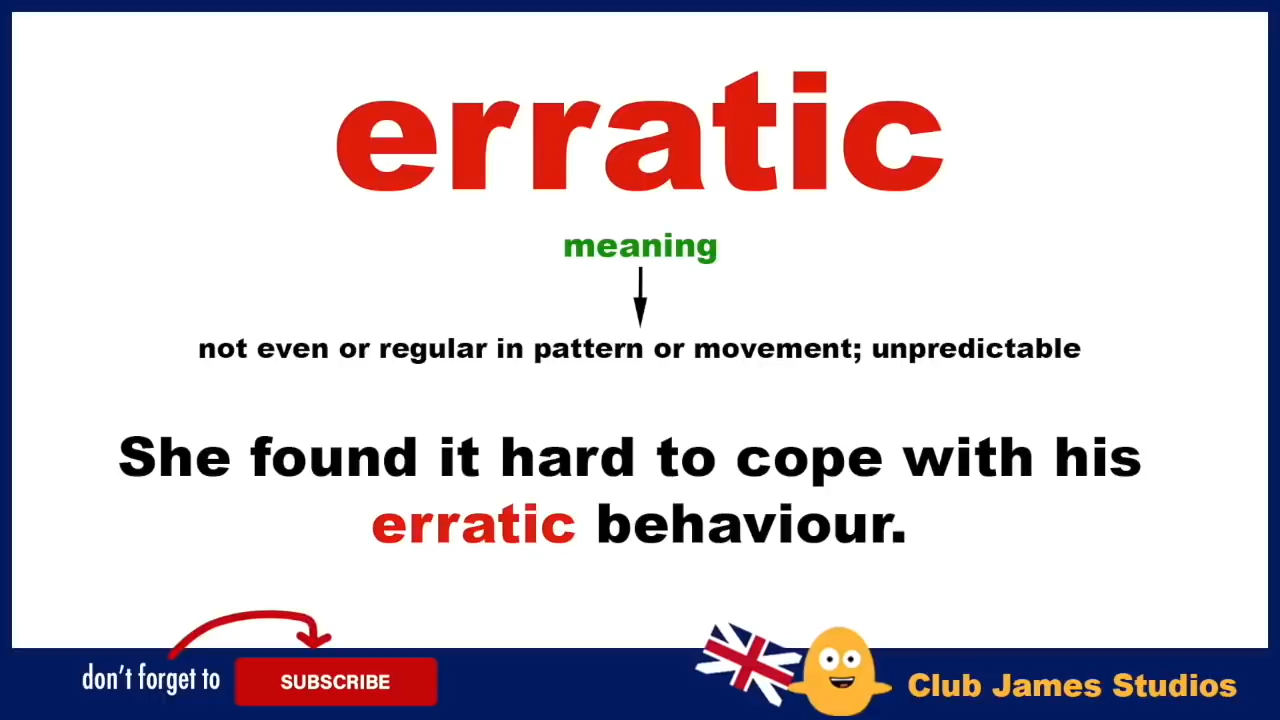 erratic
meaning
not even or regular in pattern or movement; unpredictable
She found it hard to cope with his
erratic behaviour.
don't forget to SUBSCRIBE
Club James Studios